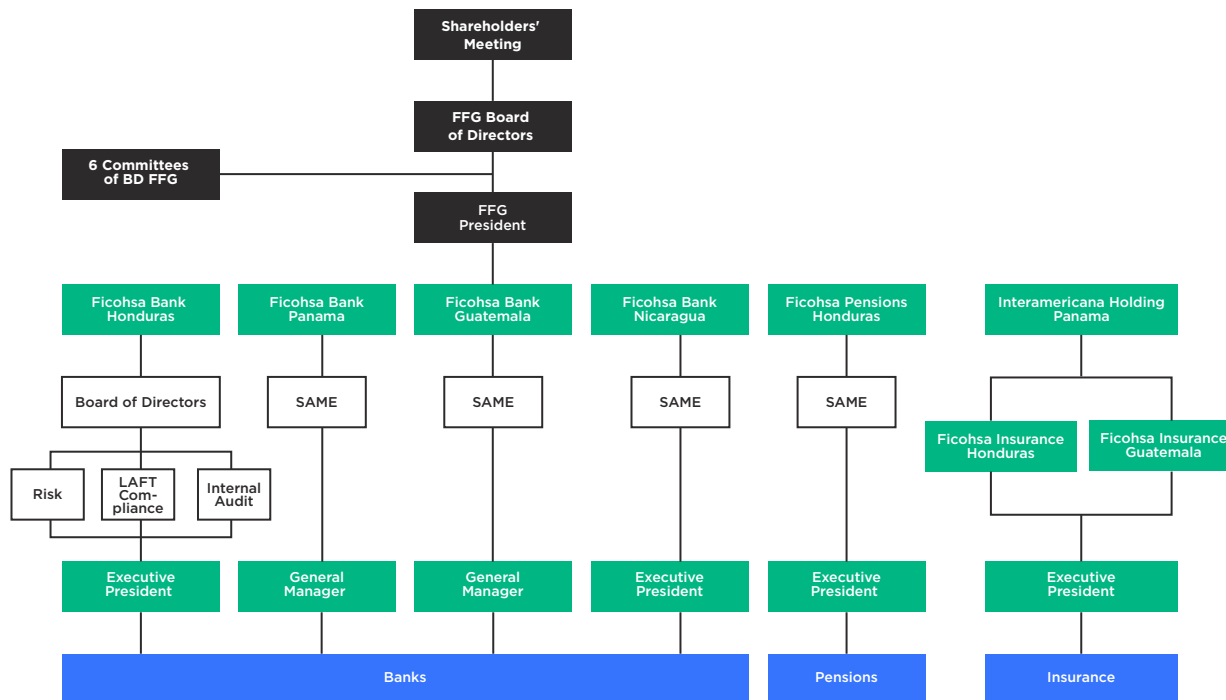 Shareholders'
Meeting
FFG Board
of Directors
6 Committees
of BD FFG
FFG
President
Ficohsa Bank
Honduras
Ficohsa Bank
Panama
Ficohsa Bank
Guatemala
Ficohsa Bank
Nicaragua
Ficohsa Pensions
Honduras
Interamericana Holding
Panama
Board of Directors
SAME
SAME
SAME
SAME
Ficohsa Insurance
Honduras
Ficohsa Insurance
Guatemala
Risk
LAFT
Com-
pliance
Internal
Audit
Executive
President
General
Manager
General
Manager
Executive
President
Executive
President
Executive
President
Banks
Pensions
Insurance